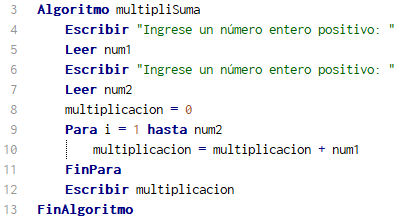 3 Algoritmo multipliSuma
4 Escribir "Ingrese un número entero positivo: "
5 Leer num1
6 Escribir "Ingrese un número entero positivo: "
7 Leer num2
8 multiplicacion = 0
9 Para i = 1 hasta num2
10 multiplicacion = multiplicacion + num1
11 FinPara
12 Escribir multiplicacion
13 FinAlgoritmo